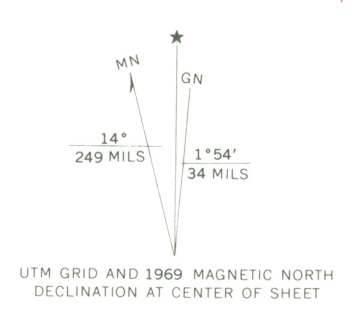 ★
MN
GN
14°
249 MILS
1°54′
34 MILS
UTM GRID AND 1969 MAGNETIC NORTH
DECLINATION AT CENTER OF SHEET